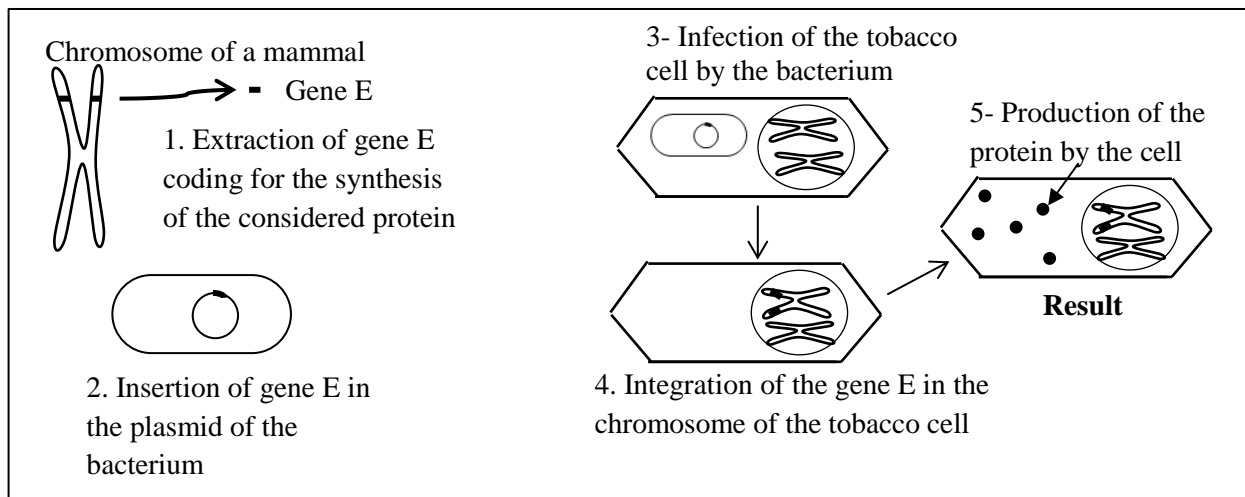 Chromosome of a mammal
Gene E
1. Extraction of gene E
coding for the synthesis
of the considered protein
2. Insertion of gene E in
the plasmid of the
bacterium
3- Infection of the tobacco
cell by the bacterium
4. Integration of the gene E in the
chromosome of the tobacco cell
5- Production of the
protein by the cell
Result